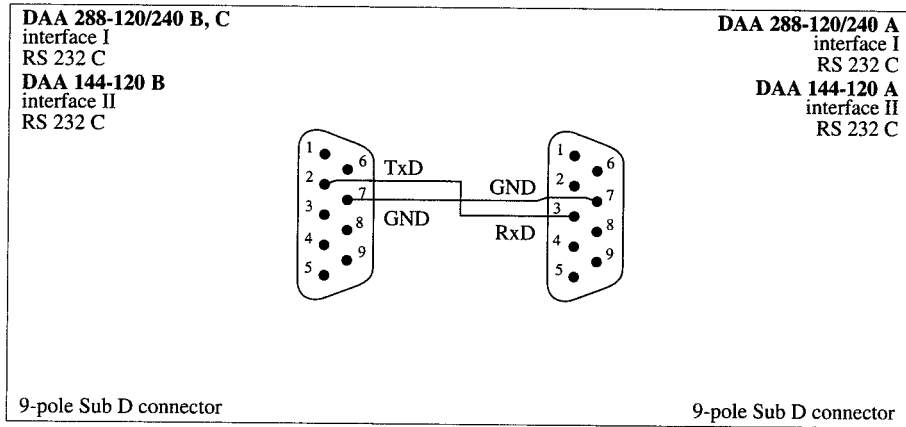 DAA 288-120/240 B, C
interface I
RS 232 C
DAA 144-120 B
interface II
RS 232 C
DAA 288-120/240 A
interface I
RS 232 C
DAA 144-120 A
interface II
RS 232 C
1
6
2
7
3
8
4
9
5
TxD
GND
GND
RxD
1
6
2
7
3
8
4
9
5
9-pole Sub D connector
9-pole Sub D connector